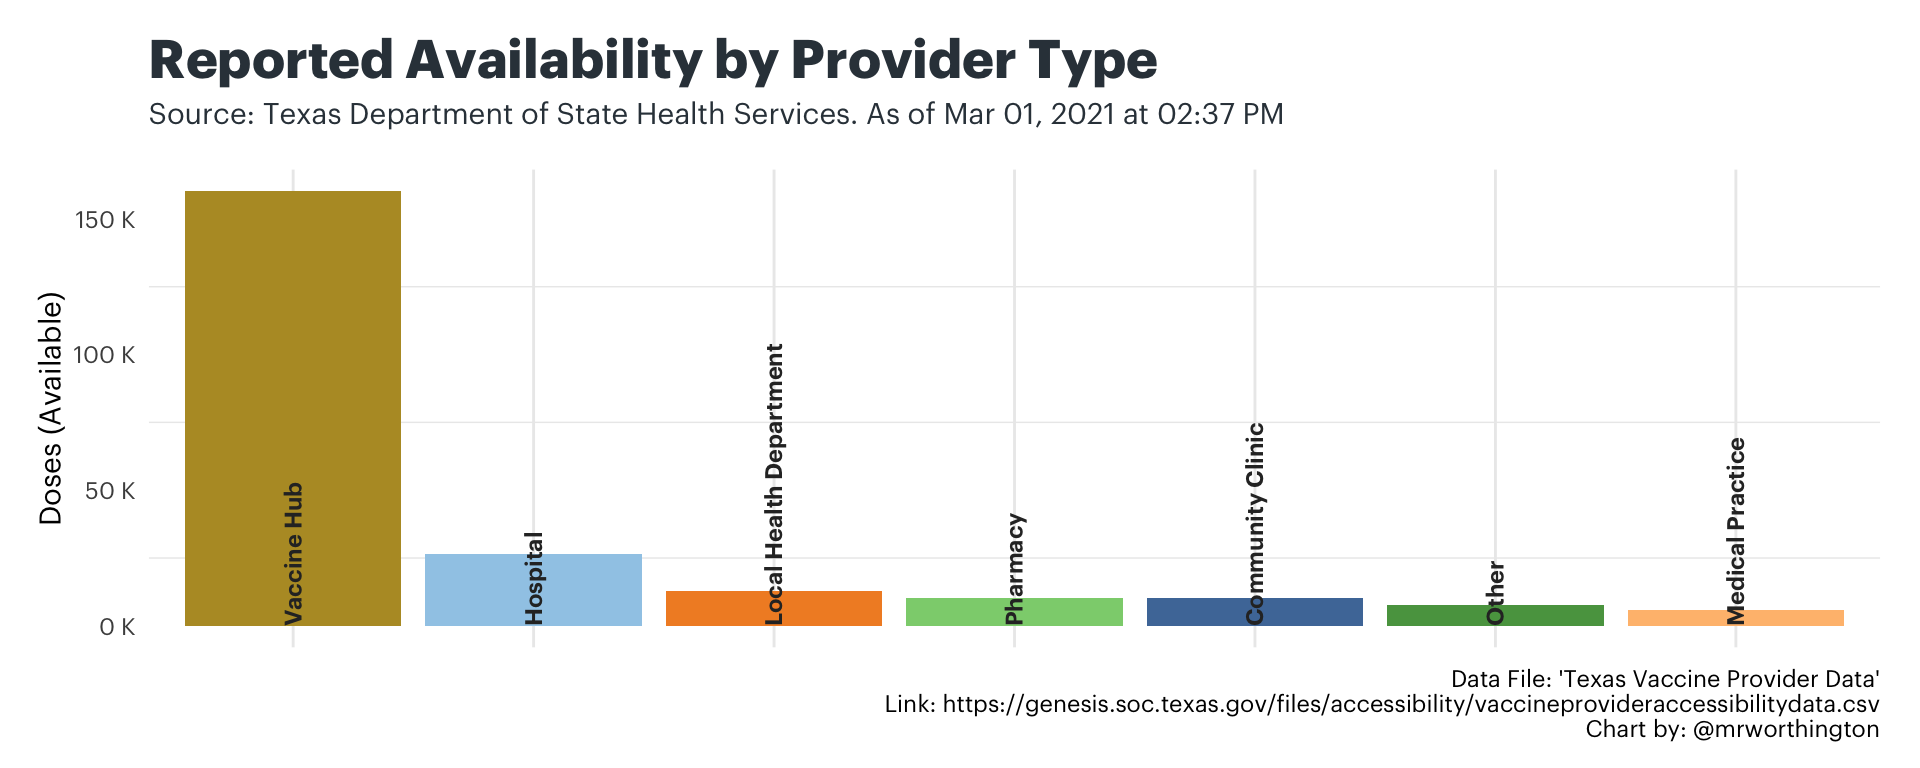 Reported Availability by Provider Type
Source: Texas Department of State Health Services. As of Mar 01, 2021 at 02:37 PM
Doses (Available)
150 K
100 K
50 K
0 K
Vaccine Hub
Hospital
Local Health Department
Pharmacy
Community Clinic
Other
Medical Practice
Data File: 'Texas Vaccine Provider Data'
Link: https://genesis.soc.texas.gov/files/accessibility/vaccineprovideraccessibilitydata.csv
Chart by: @mrworthington